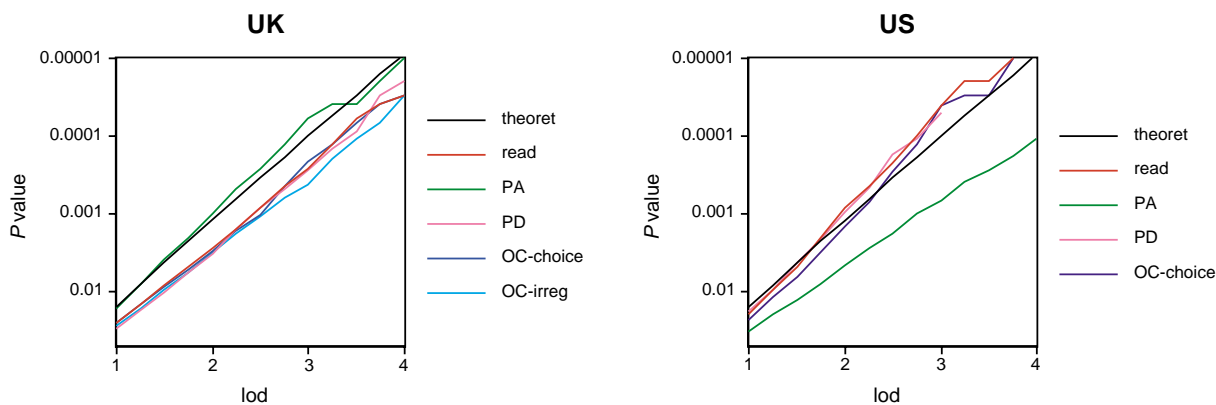 UK
0.00001
0.0001
0.001
0.01
P value
1
2
3
4
lod
theoret
read
PA
PD
OC-choice
OC-irreg
US
0.00001
0.0001
0.001
0.01
P value
1
2
3
4
lod
theoret
read
PA
PD
OC-choice